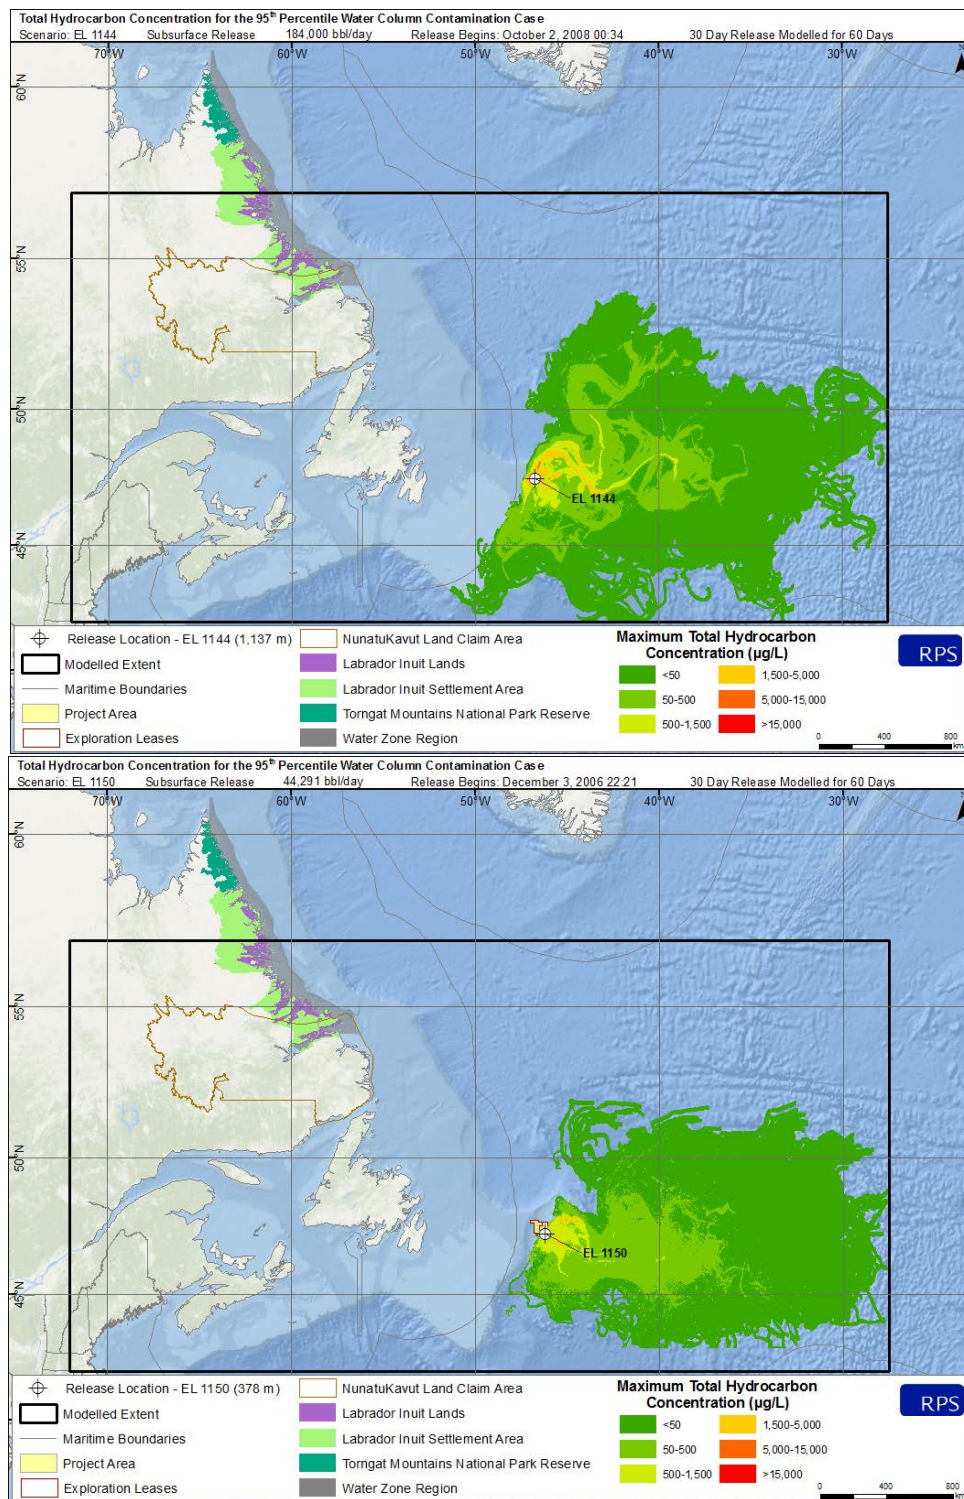 Total Hydrocarbon Concentration for the 95th Percentile Water Column Contamination Case
Scenario: EL 1144 Subsurface Release 184,000 bbl/day Release Begins: October 2, 2008 00:34 30 Day Release Modelled for 60 Days
70°W 60°W 50°W 40°W 30°W
60°N
55°N
50°N
45°N
EL 1144
Release Location - EL 1144 (1,137 m)
Modelled Extent
Maritime Boundaries
Project Area
Exploration Leases
NunatuKavut Land Claim Area
Labrador Inuit Lands
Labrador Inuit Settlement Area
Torngat Mountains National Park Reserve
Water Zone Region
Maximum Total Hydrocarbon
Concentration (µg/L)
<50 1,500-5,000
50-500 5,000-15,000
500-1,500 >15,000
RPS
0 400 800
km
Total Hydrocarbon Concentration for the 95th Percentile Water Column Contamination Case
Scenario: EL 1150 Subsurface Release 44,291 bbl/day Release Begins: December 3, 2006 22:21 30 Day Release Modelled for 60 Days
70°W 60°W 50°W 40°W 30°W
60°N
55°N
50°N
45°N
EL 1150
Release Location - EL 1150 (378 m)
Modelled Extent
Maritime Boundaries
Project Area
Exploration Leases
NunatuKavut Land Claim Area
Labrador Inuit Lands
Labrador Inuit Settlement Area
Torngat Mountains National Park Reserve
Water Zone Region
Maximum Total Hydrocarbon
Concentration (µg/L)
<50 1,500-5,000
50-500 5,000-15,000
500-1,500 >15,000
RPS
0 400 800
km